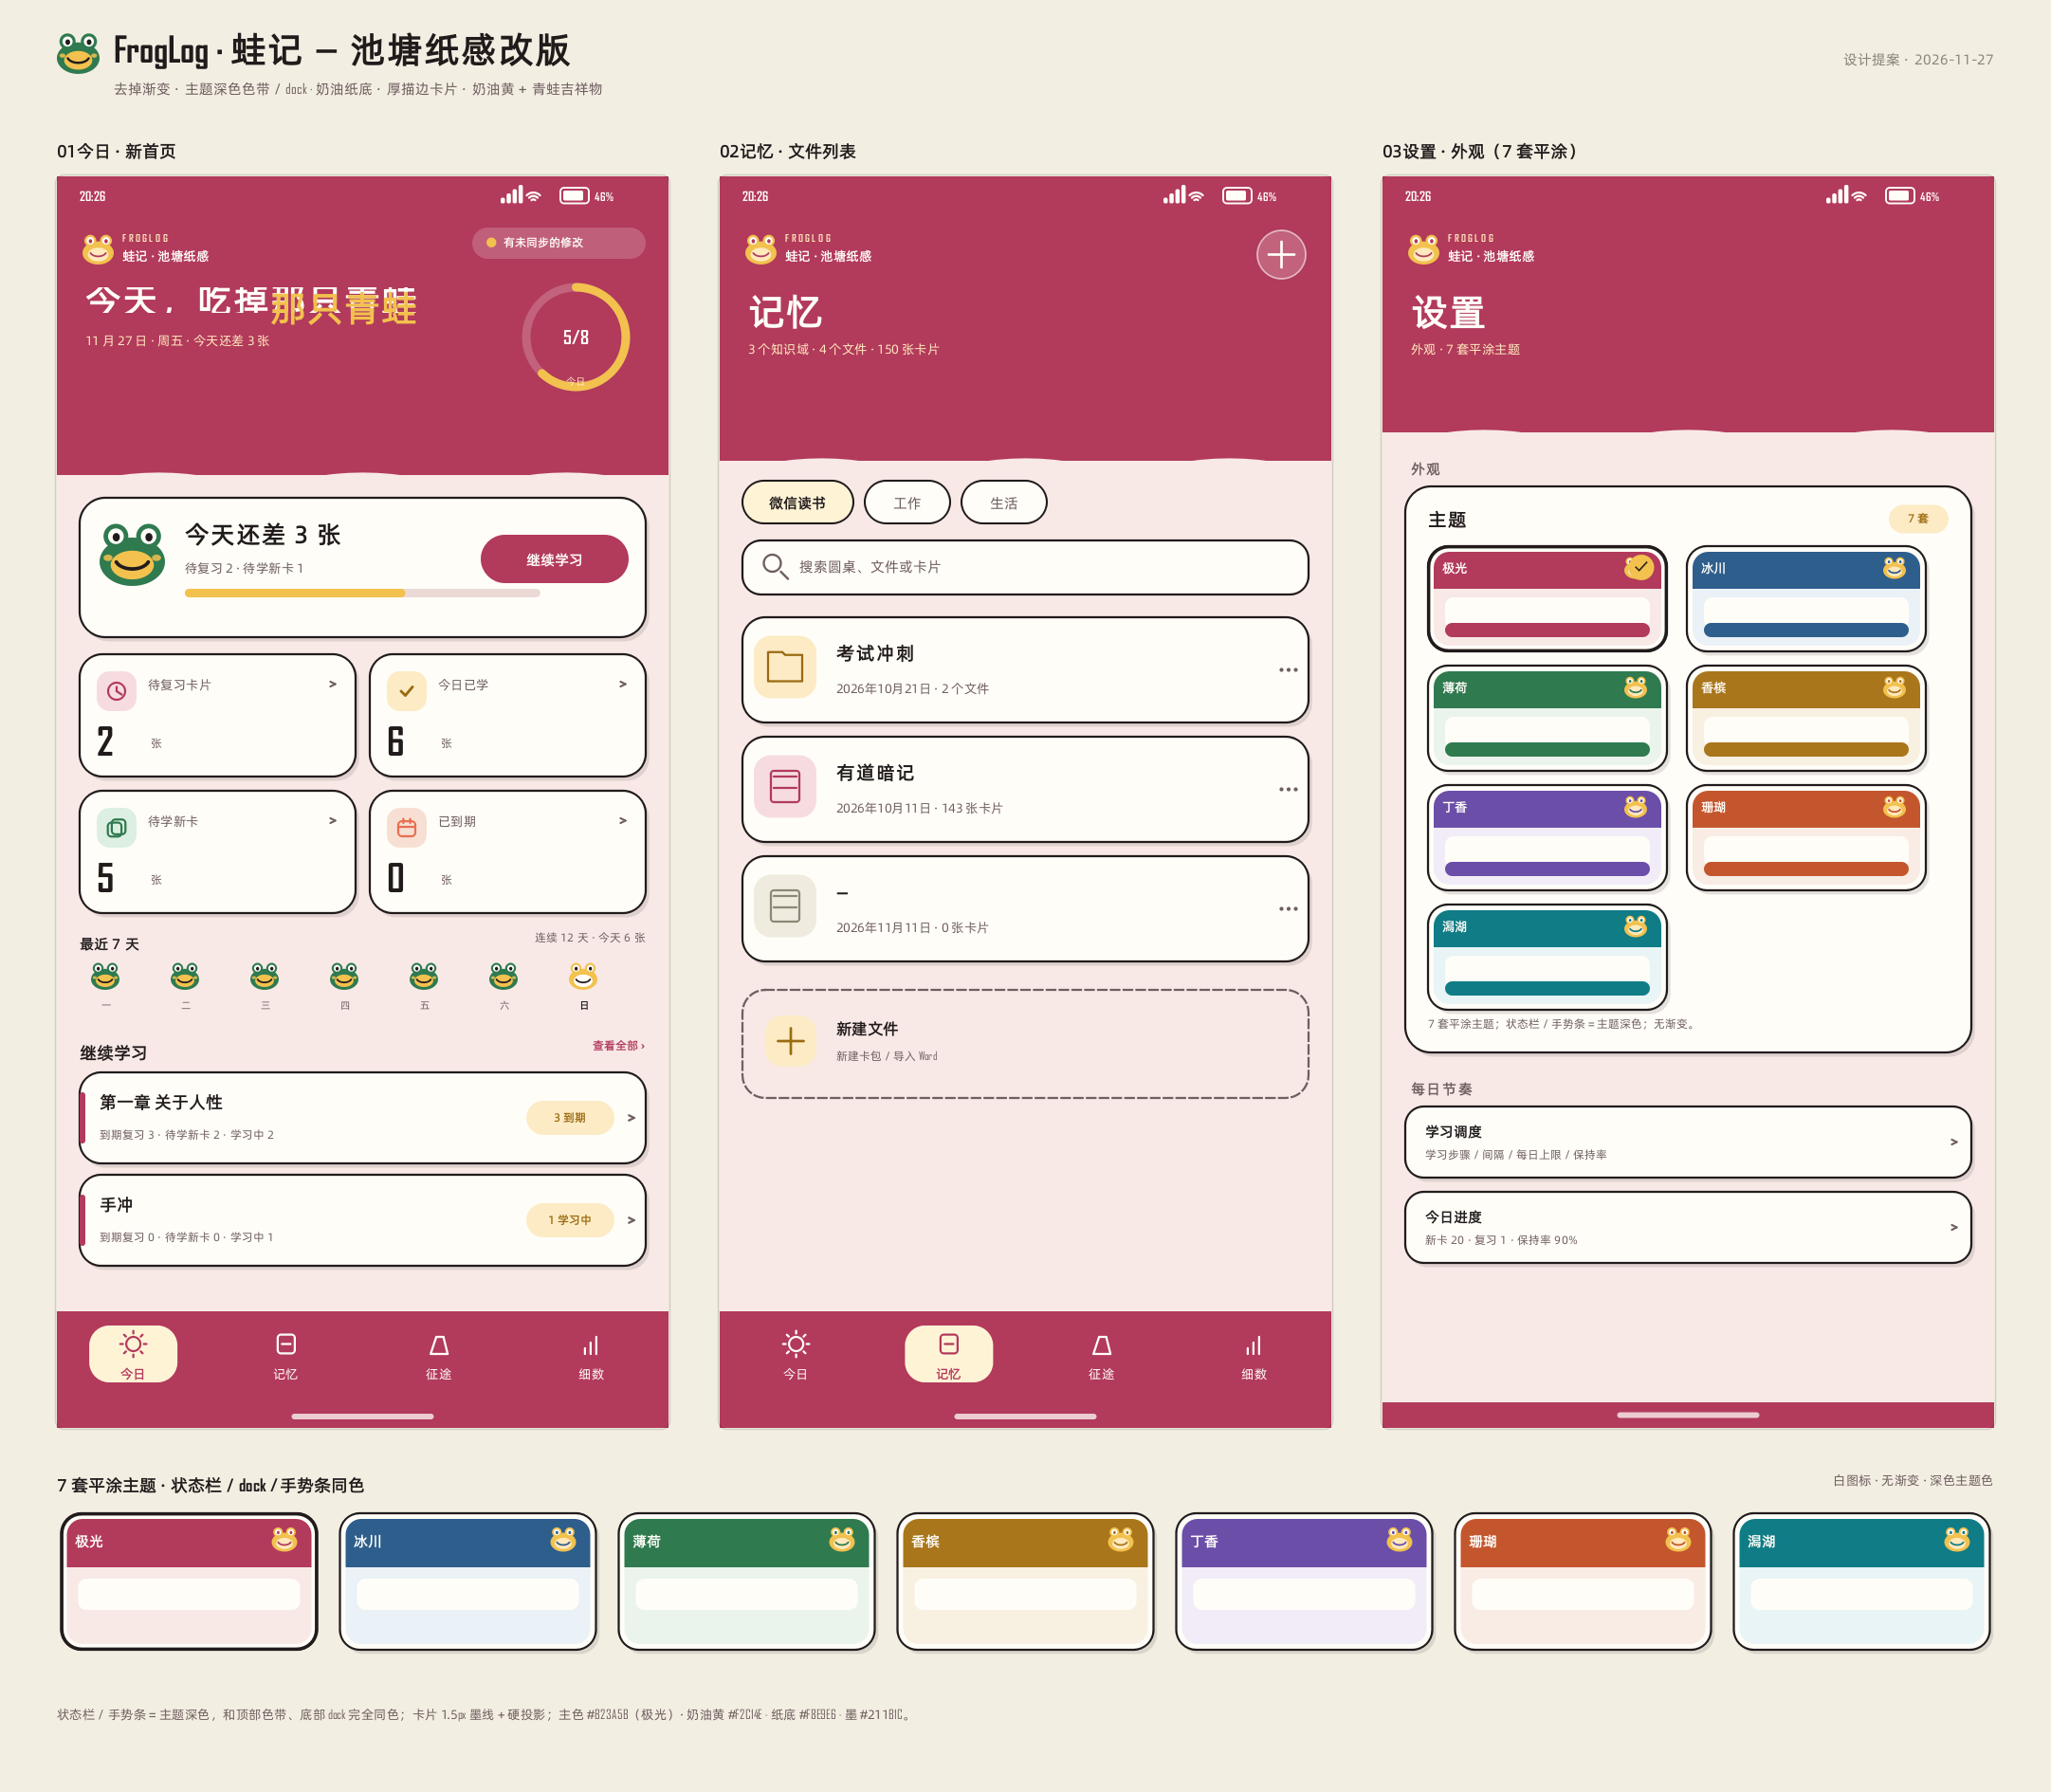 FrogLog · 蛙记 — 池塘纸感改版
设计提案 · 2026-11-27
去掉渐变 · 主题深色色带 / dock · 奶油纸底 · 厚描边卡片 · 奶油黄 + 青蛙吉祥物
01今日 · 新首页
20:26
46%
FROGLOG
蛙记 · 池塘纸感
有未同步的修改
今天，吃掉那只青蛙
那只青蛙
11 月 27 日 · 周五 · 今天还差 3 张
5/8
今日
今天还差 3 张
待复习 2 · 待学新卡 1
继续学习
待复习卡片 >
2 张
今日已学 >
6 张
待学新卡 >
5 张
已到期 >
0 张
最近 7 天
连续 12 天 · 今天 6 张
一 二 三 四 五 六 日
继续学习
查看全部 ›
第一章 关于人性
到期复习 3 · 待学新卡 2 · 学习中 2
3 到期 >
手冲
到期复习 0 · 待学新卡 0 · 学习中 1
1 学习中 >
今日 记忆 征途 细数
02记忆 · 文件列表
20:26
46%
FROGLOG
蛙记 · 池塘纸感
记忆
3 个知识域 · 4 个文件 · 150 张卡片
微信读书 工作 生活
搜索圆桌、文件或卡片
考试冲刺
2026年10月21日 · 2 个文件
有道暗记
2026年10月11日 · 143 张卡片
—
2026年11月11日 · 0 张卡片
新建文件
新建卡包 / 导入 Word
今日 记忆 征途 细数
03设置 · 外观（7 套平涂）
20:26
46%
FROGLOG
蛙记 · 池塘纸感
设置
外观 · 7 套平涂主题
外观
主题
7 套
极光 冰川
薄荷 香槟
丁香 珊瑚
潟湖
7 套平涂主题；状态栏 / 手势条 = 主题深色；无渐变。
每日节奏
学习调度
学习步骤 / 间隔 / 每日上限 / 保持率
>
今日进度
新卡 20 · 复习 1 · 保持率 90%
>
7 套平涂主题 · 状态栏 / dock / 手势条同色
白图标 · 无渐变 · 深色主题色
极光 冰川 薄荷 香槟 丁香 珊瑚 潟湖
状态栏 / 手势条 = 主题深色，和顶部色带、底部 dock 完全同色；卡片 1.5px 墨线 + 硬投影；主色 #B23A5B（极光）· 奶油黄 #F2C14E · 纸底 #F8E9E6 · 墨 #211B1C。